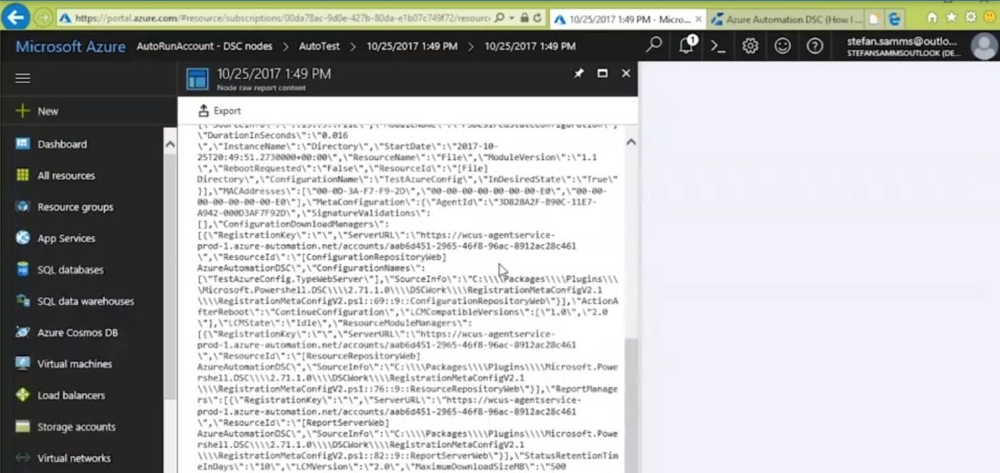 https://portal.azure.com/#resource/subscriptions/00da78ac-9d0e-427b-80da-e1b07c749f72/resourc
10/25/2017 1:49 PM - Micro...
Azure Automation DSC (How I ...
Microsoft Azure
AutoRunAccount - DSC nodes > AutoTest > 10/25/2017 1:49 PM > 10/25/2017 1:49 PM
1
stefan.samms@outlo...
STEFANSAMMSOUTLOOK (DE...
10/25/2017 1:49 PM
Node raw report content
New
Export
Dashboard
All resources
Resource groups
App Services
SQL databases
SQL data warehouses
Azure Cosmos DB
Virtual machines
Load balancers
Storage accounts
Virtual networks
\"DurationInSeconds\":\"0.016
\",\"InstanceName\":\"Directory\",\"StartDate\":\"2017-10-
25T20:49:51.2730000+00:00\",\"ResourceName\":\"File\",\"ModuleVersion\":\"1.1
\",\"RebootRequested\":\"False\",\"ResourceId\":\"[File]
Directory\",\"ConfigurationName\":\"TestAzureConfig\",\"InDesiredState\":\"True\"
}],\"MACAddresses\":[\"00-0D-3A-F7-F9-2D\",\"00-00-00-00-00-00-00-E0\",\"00-00-
00-00-00-00-00-E0\"],\"MetaConfiguration\":{\"AgentId\":\"3D828A2F-B90C-11E7-
A942-000D3AF7F92D\",\"SignatureValidations\":
[],\"ConfigurationDownloadManagers\":
[{\"RegistrationKey\":\"\",\"ServerURL\":\"https://wcus-agentservice-
prod-1.azure-automation.net/accounts/aab6d451-2965-46f8-96ac-8912ac28c461
\",\"ResourceId\":\"[ConfigurationRepositoryWeb]
AzureAutomationDSC\",\"ConfigurationNames\":
[\"TestAzureConfig.TypeWebServer\"],\"SourceInfo\":\"C:\\\\Packages\\\\Plugins\\\
\Microsoft.Powershell.DSC\\\\2.71.1.0\\\\DSCWork\\\\RegistrationMetaConfigV2.1
\\\\RegistrationMetaConfigV2.ps1::69::9::ConfigurationRepositoryWeb\"}],\"ActionA
fterReboot\":\"ContinueConfiguration\",\"LCMCompatibleVersions\":[\"1.0\",\"2.0
\"],\"LCMState\":\"Idle\",\"ResourceModuleManagers\":
[{\"RegistrationKey\":\"\",\"ServerURL\":\"https://wcus-agentservice-
prod-1.azure-automation.net/accounts/aab6d451-2965-46f8-96ac-8912ac28c461
\",\"ResourceId\":\"[ResourceRepositoryWeb]
AzureAutomationDSC\",\"SourceInfo\":\"C:\\\\Packages\\\\Plugins\\\\Microsoft.Powe
rshell.DSC\\\\2.71.1.0\\\\DSCWork\\\\RegistrationMetaConfigV2.1
\\\\RegistrationMetaConfigV2.ps1::76::9::ResourceRepositoryWeb\"}],\"ReportManage
rs\":[{\"RegistrationKey\":\"\",\"ServerURL\":\"https://wcus-agentservice-
prod-1.azure-automation.net/accounts/aab6d451-2965-46f8-96ac-8912ac28c461
\",\"ResourceId\":\"[ReportServerWeb]
AzureAutomationDSC\",\"SourceInfo\":\"C:\\\\Packages\\\\Plugins\\\\Microsoft.Powe
rshell.DSC\\\\2.71.1.0\\\\DSCWork\\\\RegistrationMetaConfigV2.1
\\\\RegistrationMetaConfigV2.ps1::82::9::ReportServerWeb\"}],\"StatusRetentionTim
eInDays\":\"10\",\"LCMVersion\":\"2.0\",\"MaximumDownloadSizeMB\":\"500